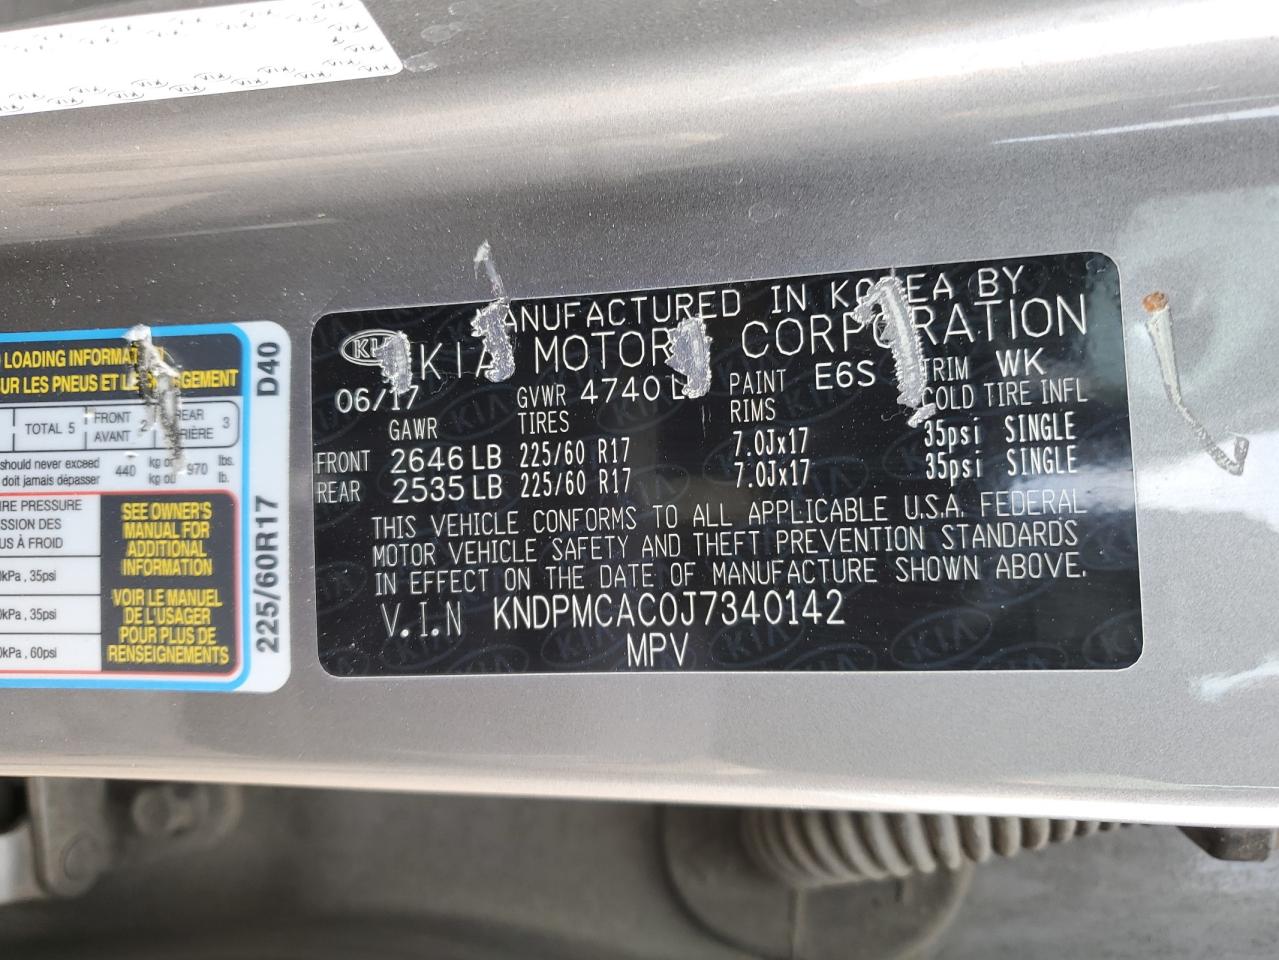 LOADING INFORMATION
SUR LES PNEUS ET LE CHARGEMENT
TOTAL 5
FRONT
AVANT 2
REAR
ARRIÈRE 3
should never exceed
doit jamais dépasser
440
kg or
kg ou
970
lbs.
lb.
PRESSURE
DES
À FROID
kPa , 35psi
kPa , 35psi
kPa , 60psi
SEE OWNER'S
MANUAL FOR
ADDITIONAL
INFORMATION
VOIR LE MANUEL
DE L'USAGER
POUR PLUS DE
RENSEIGNEMENTS
225/60R17
D40
KIA
MANUFACTURED IN KOREA BY
KIA MOTORS CORPORATION
06/17
GVWR 4740 LB
PAINT E6S
TRIM WK
GAWR
TIRES
RIMS
COLD TIRE INFL
FRONT 2646 LB 225/60 R17 7.0Jx17 35psi SINGLE
REAR 2535 LB 225/60 R17 7.0Jx17 35psi SINGLE
THIS VEHICLE CONFORMS TO ALL APPLICABLE U.S.A. FEDERAL
MOTOR VEHICLE SAFETY AND THEFT PREVENTION STANDARDS
IN EFFECT ON THE DATE OF MANUFACTURE SHOWN ABOVE.
V.I.N KNDPMCAC0J7340142
MPV